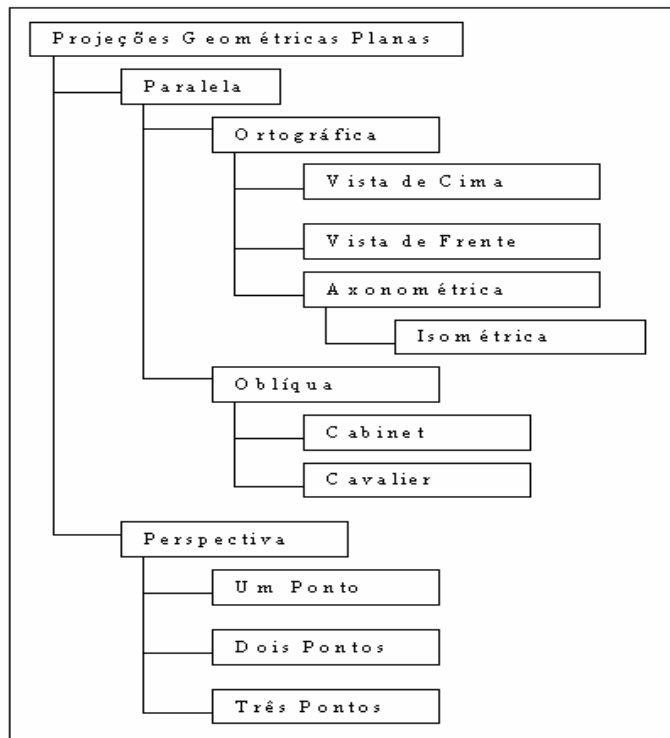 Projeções Geométricas Planas
Paralela
Ortográfica
Vista de Cima
Vista de Frente
Axonométrica
Isométrica
Oblíqua
Cabinet
Cavalier
Perspectiva
Um Ponto
Dois Pontos
Três Pontos